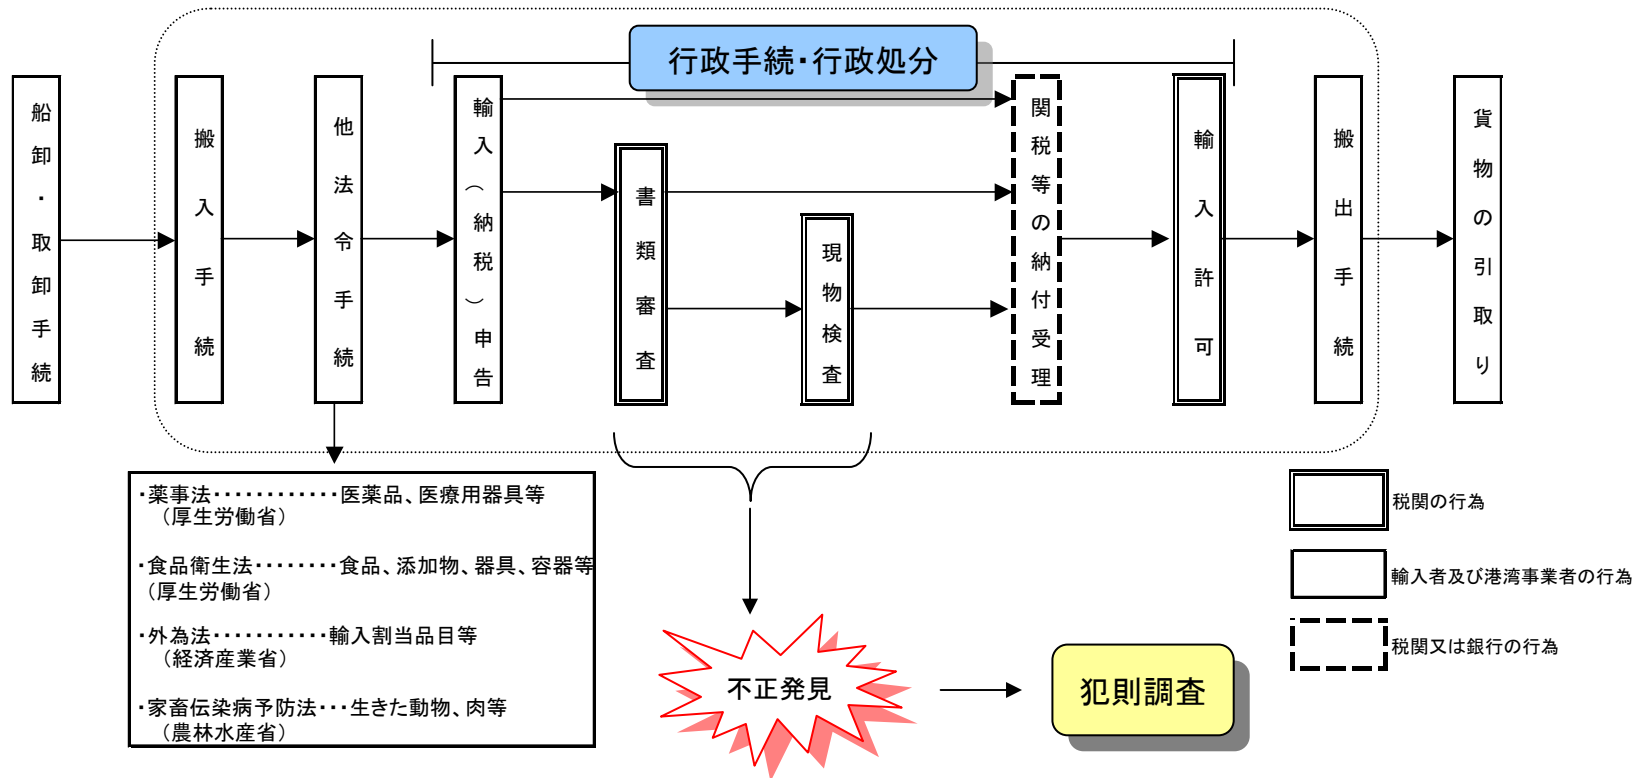 行政手続・行政処分
船卸・取卸手続
搬入手続
他法令手続
輸入(納税)申告
書類審査
現物検査
関税等の納付受理
輸入許可
搬出手続
貨物の引取り
・薬事法・・・・・・・・・・・・医薬品、医療用器具等
(厚生労働省)
・食品衛生法・・・・・・・・食品、添加物、器具、容器等
(厚生労働省)
・外為法・・・・・・・・・・・輸入割当品目等
(経済産業省)
・家畜伝染病予防法・・・生きた動物、肉等
(農林水産省)
不正発見
犯則調査
税関の行為
輸入者及び港湾事業者の行為
税関又は銀行の行為